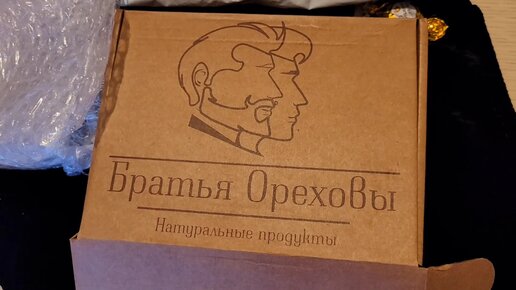 Братья Ореховы
Натуральные продукты